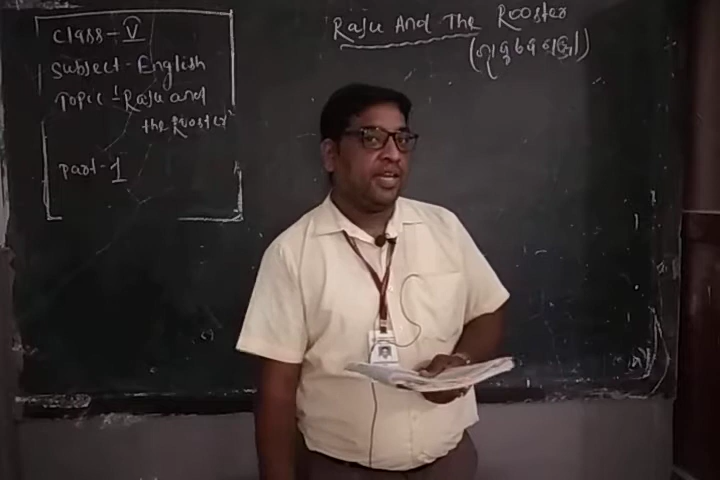 Class - V
Subject - English
Topic - Raju and
the Rooster
Part - 1
Raju And The Rooster